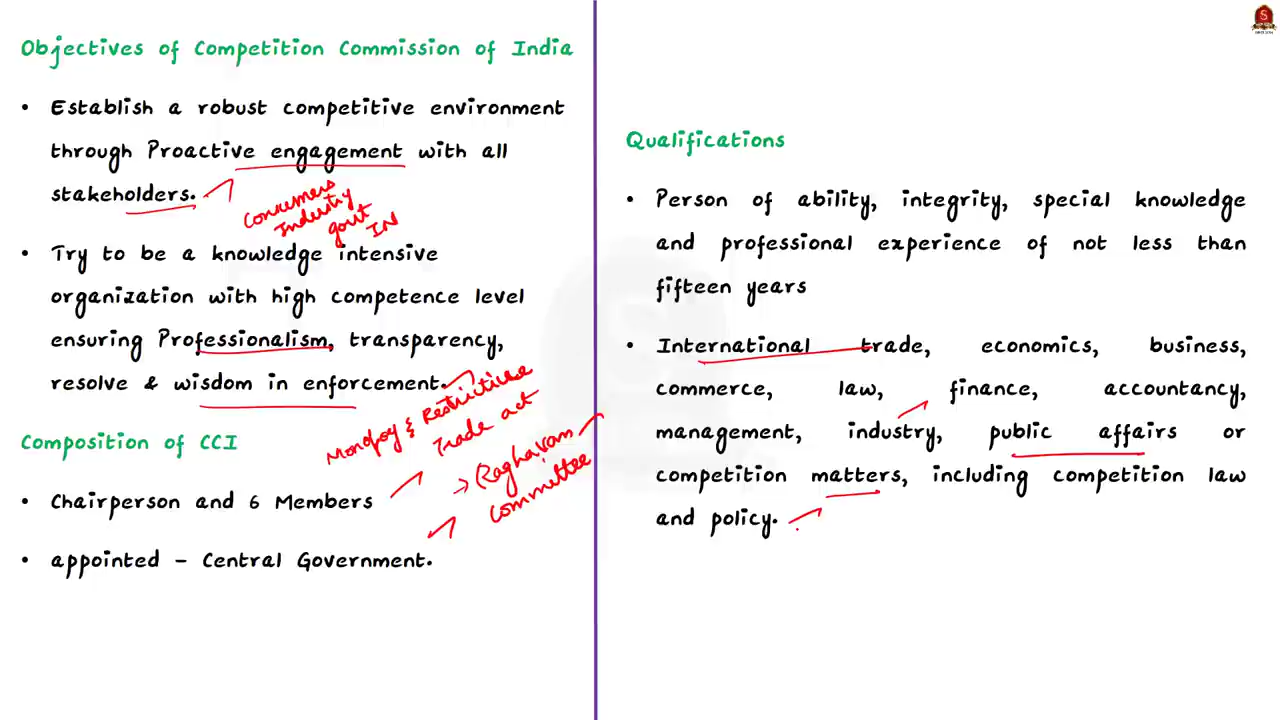 Objectives of Competition Commission of India
• Establish a robust competitive environment
through Proactive engagement with all
stakeholders.
Consumers
Industry
govt
IN
• Try to be a knowledge intensive
organization with high competence level
ensuring Professionalism, transparency,
resolve & wisdom in enforcement.
Monopoy & Restrictive
Trade act
→ (Raghavam
committee
Composition of CCI
• Chairperson and 6 Members
• appointed - Central Government.
Qualifications
• Person of ability, integrity, special knowledge
and professional experience of not less than
fifteen years
• International trade, economics, business,
commerce, law, finance, accountancy,
management, industry, public affairs or
competition matters, including competition law
and policy.